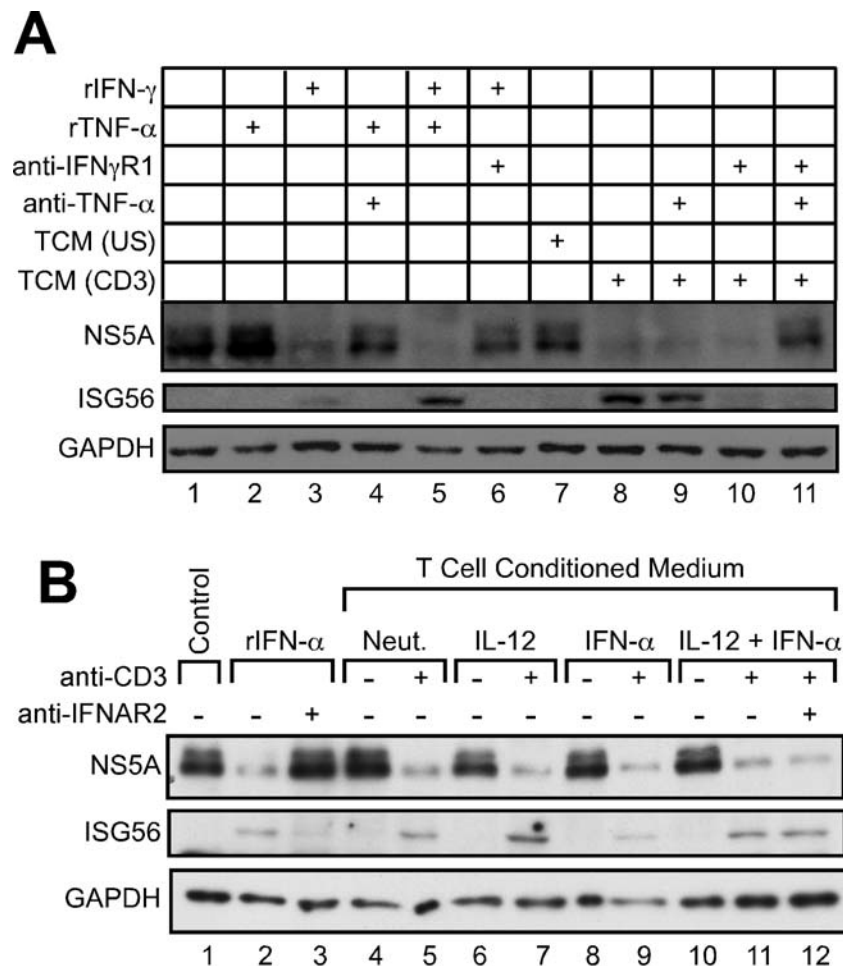 A
rIFN-γ + + +
rTNF-α + + +
anti-IFNγR1 + + +
anti-TNF-α + + +
TCM (US) +
TCM (CD3) + + + +
NS5A
ISG56
GAPDH
1 2 3 4 5 6 7 8 9 10 11
B
T Cell Conditioned Medium
Control rIFN-α Neut. IL-12 IFN-α IL-12 + IFN-α
anti-CD3 - + - + - + - + +
anti-IFNAR2 - - + - - - - - - - - +
NS5A
ISG56
GAPDH
1 2 3 4 5 6 7 8 9 10 11 12